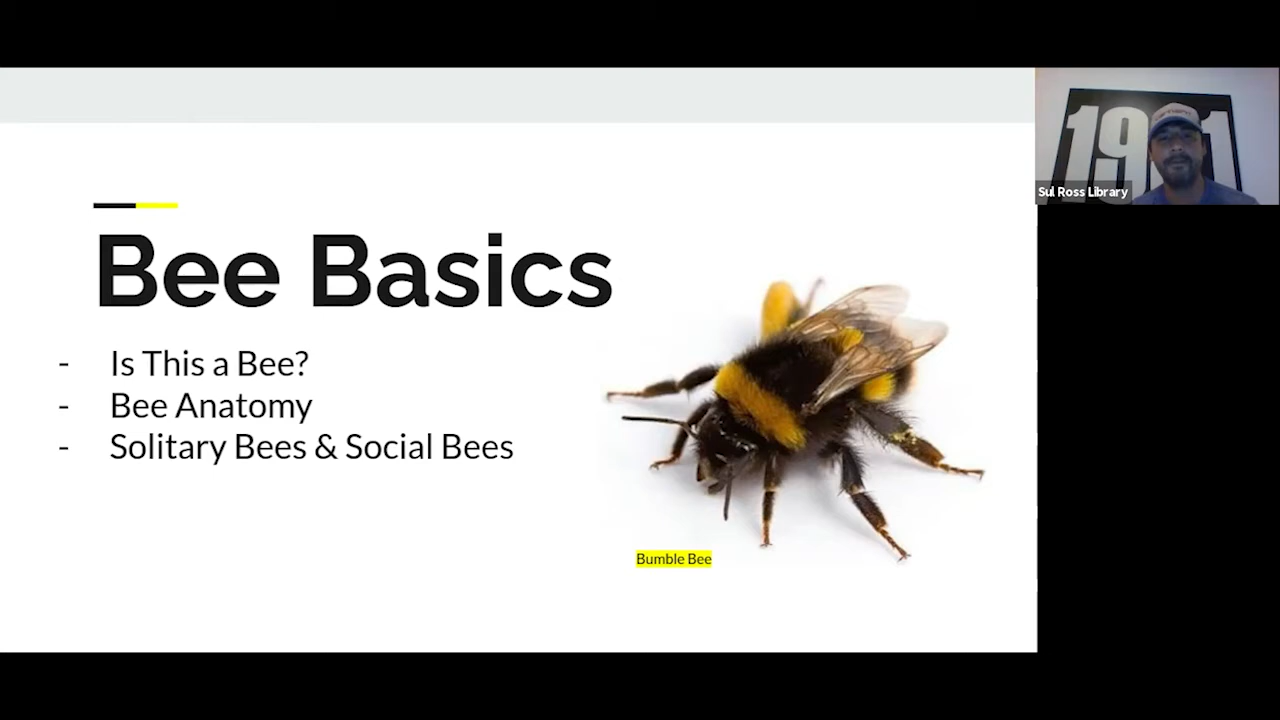 Bee Basics
- Is This a Bee?
- Bee Anatomy
- Solitary Bees & Social Bees
Bumble Bee
Sul Ross Library